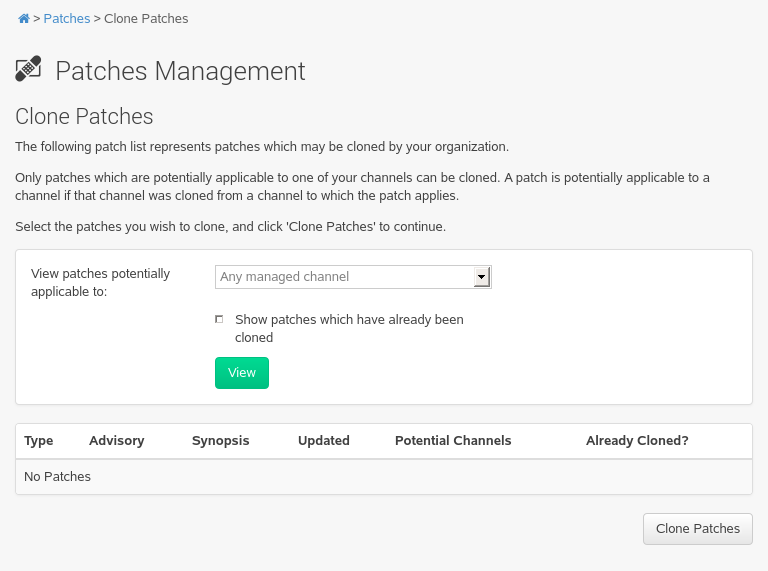 > Patches > Clone Patches
Patches Management
Clone Patches
The following patch list represents patches which may be cloned by your organization.
Only patches which are potentially applicable to one of your channels can be cloned. A patch is potentially applicable to a
channel if that channel was cloned from a channel to which the patch applies.
Select the patches you wish to clone, and click 'Clone Patches' to continue.
View patches potentially
applicable to:
Any managed channel
Show patches which have already been
cloned
View
Type Advisory Synopsis Updated Potential Channels Already Cloned?
No Patches
Clone Patches